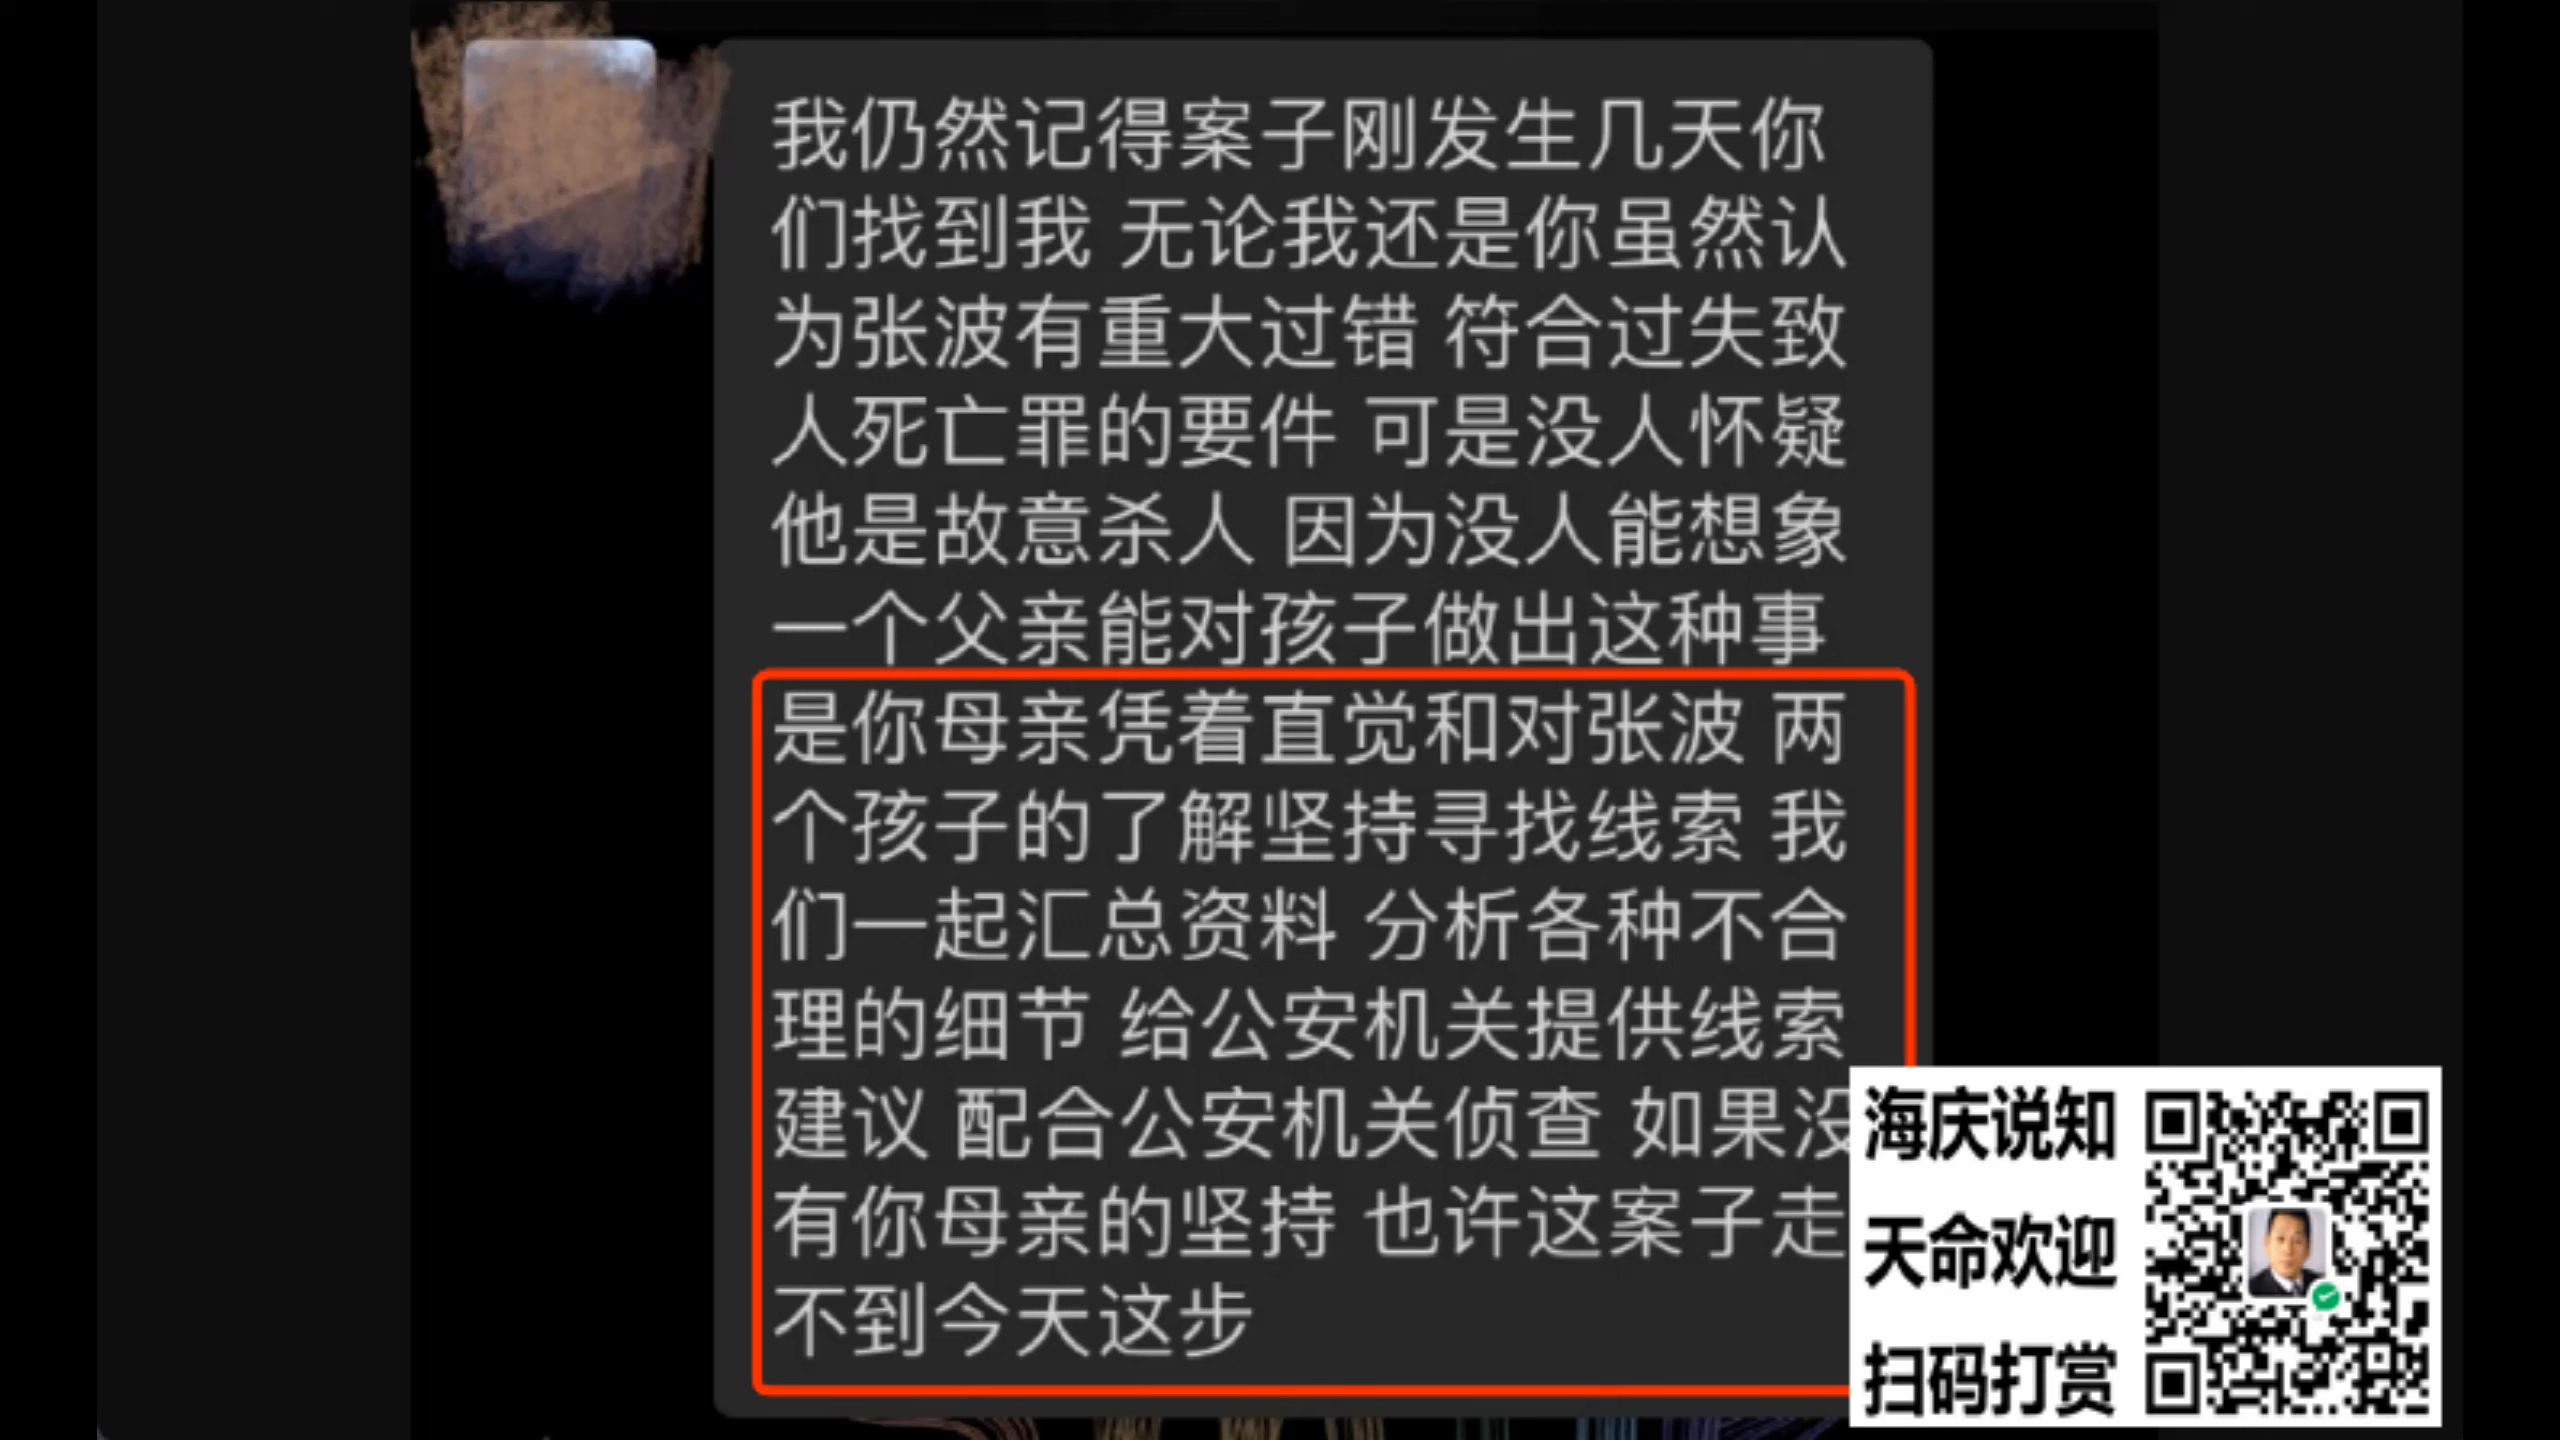 我仍然记得案子刚发生几天你
们找到我 无论我还是你虽然认
为张波有重大过错 符合过失致
人死亡罪的要件 可是没人怀疑
他是故意杀人 因为没人能想象
一个父亲能对孩子做出这种事
是你母亲凭着直觉和对张波 两
个孩子的了解坚持寻找线索 我
们一起汇总资料 分析各种不合
理的细节 给公安机关提供线索
建议 配合公安机关侦查 如果没
有你母亲的坚持 也许这案子走
不到今天这步
海庆说知
天命欢迎
扫码打赏